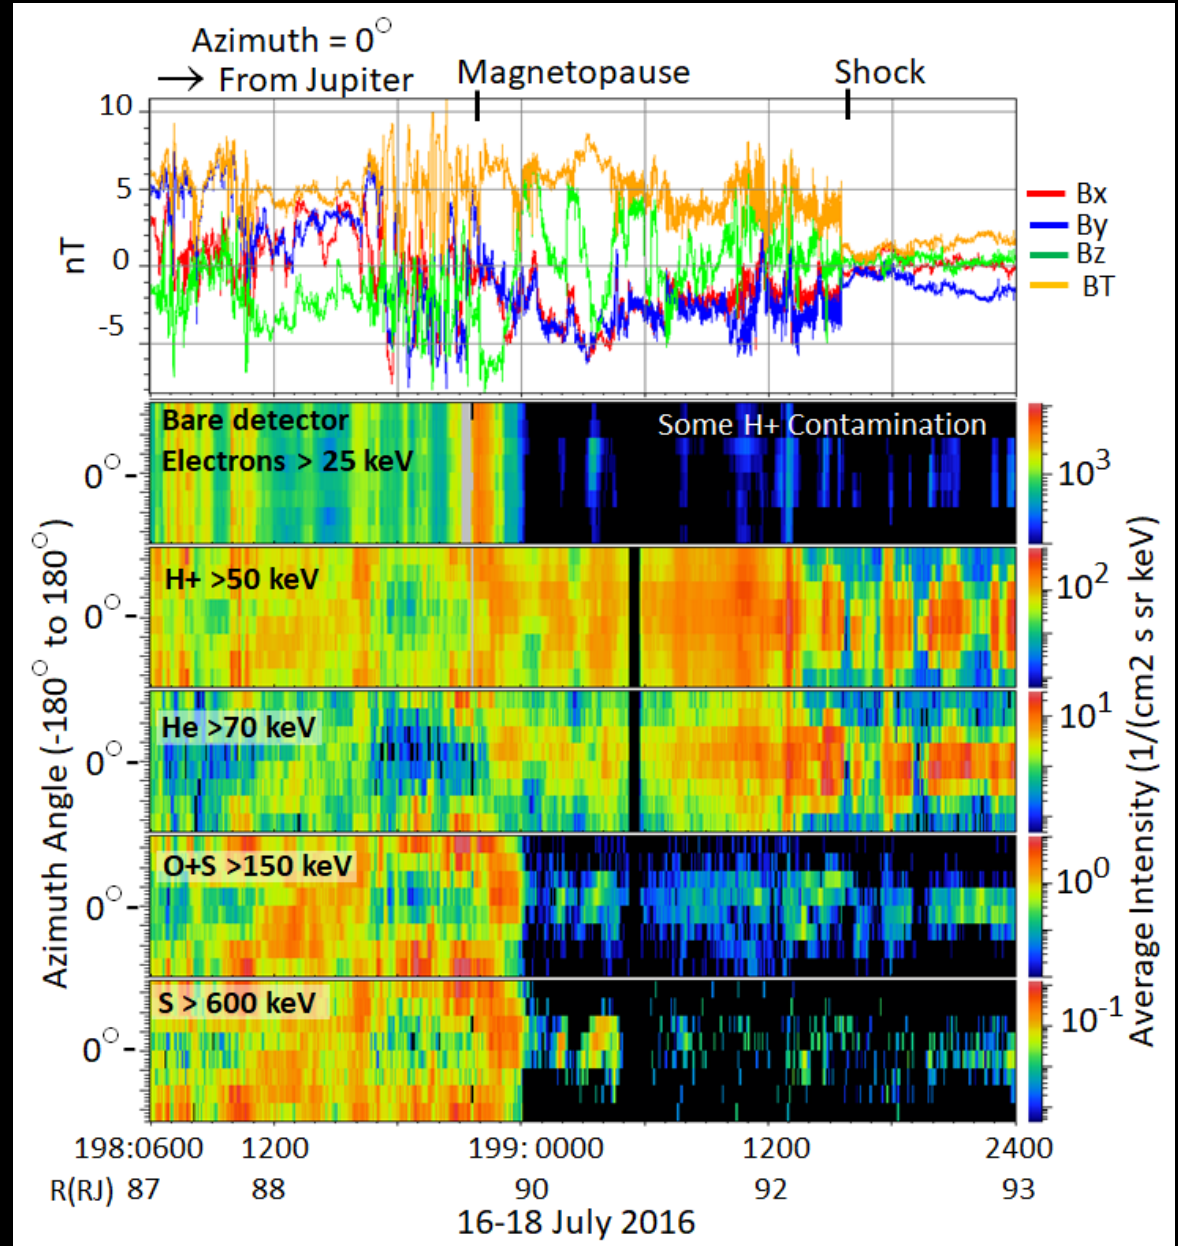 Azimuth = 0°
→ From Jupiter
Magnetopause
Shock
10
5
0
-5
nT
Bx
By
Bz
BT
Bare detector
Electrons > 25 keV
Some H+ Contamination
0°-
10³
H+ >50 keV
0°-
10²
He >70 keV
0°-
10¹
O+S >150 keV
0°-
10⁰
S > 600 keV
0°-
10⁻¹
Azimuth Angle (-180° to 180°)
Average Intensity (1/(cm2 s sr keV)
198:0600 1200 199:0000 1200 2400
R(RJ) 87 88 90 92 93
16-18 July 2016